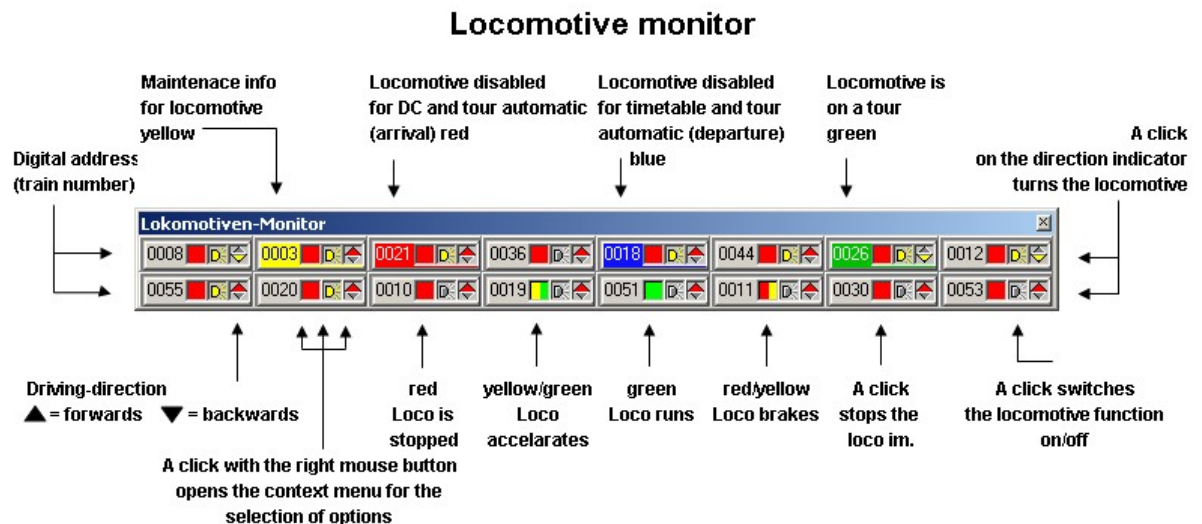 Locomotive monitor
Maintenace info
for locomotive
yellow
Locomotive disabled
for DC and tour automatic
(arrival) red
Locomotive disabled
for timetable and tour
automatic (departure)
blue
Locomotive is
on a tour
green
A click
on the direction indicator
turns the locomotive
Digital address
(train number)
Lokomotiven-Monitor
0008 D 0003 D 0021 D 0036 D 0018 D 0044 D 0026 D 0012 D
0055 D 0020 D 0010 D 0019 D 0051 D 0011 D 0030 D 0053 D
Driving-direction
▲ = forwards ▼ = backwards
red
Loco is
stopped
yellow/green
Loco
accelarates
green
Loco runs
red/yellow
Loco brakes
A click
stops the
loco im.
A click switches
the locomotive function
on/off
A click with the right mouse button
opens the context menu for the
selection of options